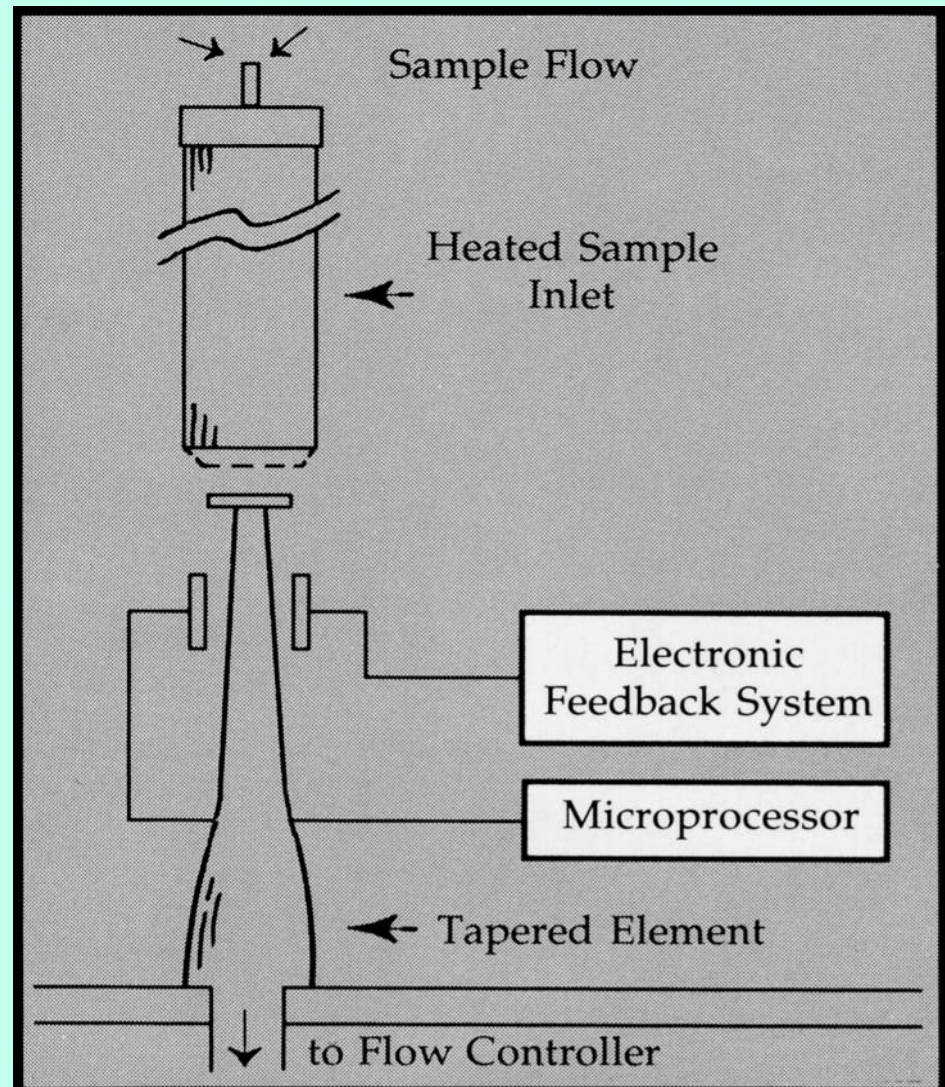 Sample Flow
Heated Sample
Inlet
Electronic
Feedback System
Microprocessor
Tapered Element
to Flow Controller